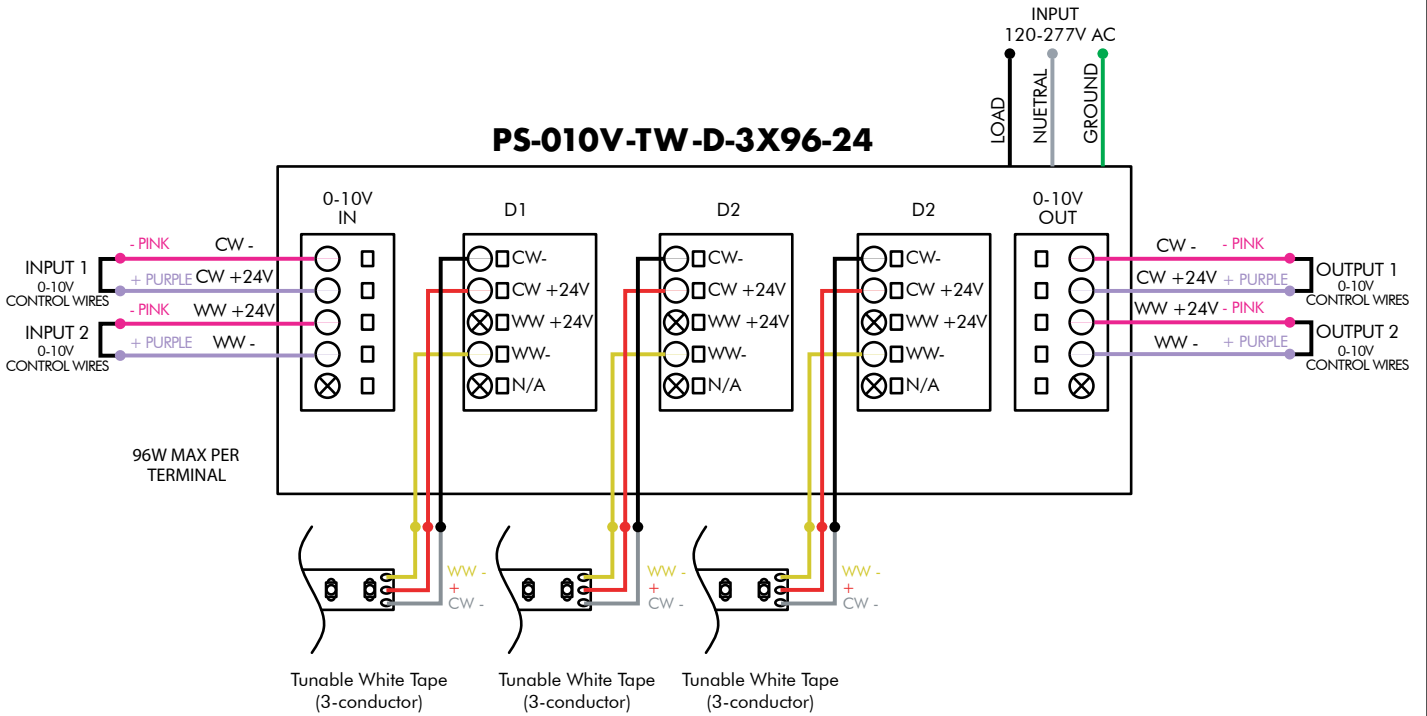 INPUT
120-277V AC
LOAD
NUETRAL
GROUND
PS-010V-TW-D-3X96-24
0-10V
IN
D1
D2
D2
0-10V
OUT
INPUT 1
0-10V
CONTROL WIRES
- PINK CW -
+ PURPLE CW +24V
INPUT 2
0-10V
CONTROL WIRES
- PINK WW +24V
+ PURPLE WW -
CW-
CW +24V
WW +24V
WW-
N/A
CW-
CW +24V
WW +24V
WW-
N/A
CW-
CW +24V
WW +24V
WW-
N/A
CW - - PINK
CW +24V + PURPLE
OUTPUT 1
0-10V
CONTROL WIRES
WW +24V - PINK
WW - + PURPLE
OUTPUT 2
0-10V
CONTROL WIRES
96W MAX PER
TERMINAL
WW -
+
CW -
WW -
+
CW -
WW -
+
CW -
Tunable White Tape
(3-conductor)
Tunable White Tape
(3-conductor)
Tunable White Tape
(3-conductor)